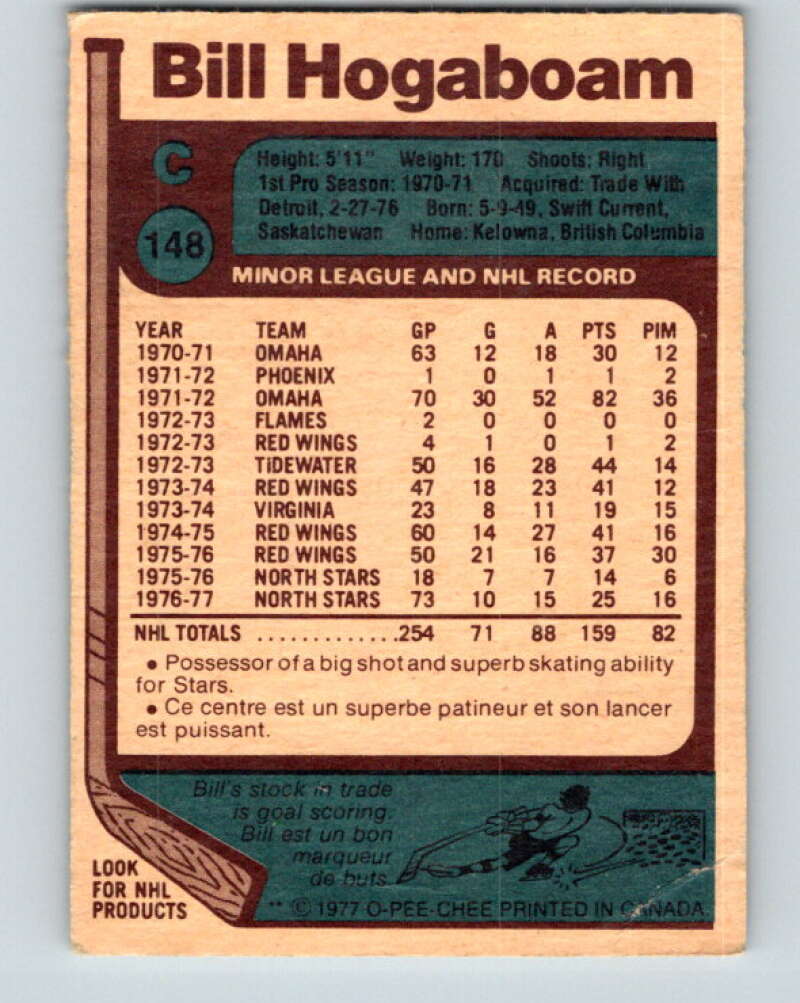 Bill Hogaboam
C
148
Height: 5'11" Weight: 170 Shoots: Right
1st Pro Season: 1970-71 Acquired: Trade With
Detroit, 2-27-76 Born: 5-9-49, Swift Current,
Saskatchewan Home: Kelowna, British Columbia
MINOR LEAGUE AND NHL RECORD
YEAR TEAM GP G A PTS PIM
1970-71 OMAHA 63 12 18 30 12
1971-72 PHOENIX 1 0 1 1 2
1971-72 OMAHA 70 30 52 82 36
1972-73 FLAMES 2 0 0 0 0
1972-73 RED WINGS 4 1 0 1 2
1972-73 TIDEWATER 50 16 28 44 14
1973-74 RED WINGS 47 18 23 41 12
1973-74 VIRGINIA 23 8 11 19 15
1974-75 RED WINGS 60 14 27 41 16
1975-76 RED WINGS 50 21 16 37 30
1975-76 NORTH STARS 18 7 7 14 6
1976-77 NORTH STARS 73 10 15 25 16
NHL TOTALS .............254 71 88 159 82
• Possessor of a big shot and superb skating ability
for Stars.
• Ce centre est un superbe patineur et son lancer
est puissant.
Bill's stock in trade
is goal scoring.
Bill est un bon
marqueur
de buts.
LOOK
FOR NHL
PRODUCTS
** © 1977 O-PEE-CHEE PRINTED IN CANADA